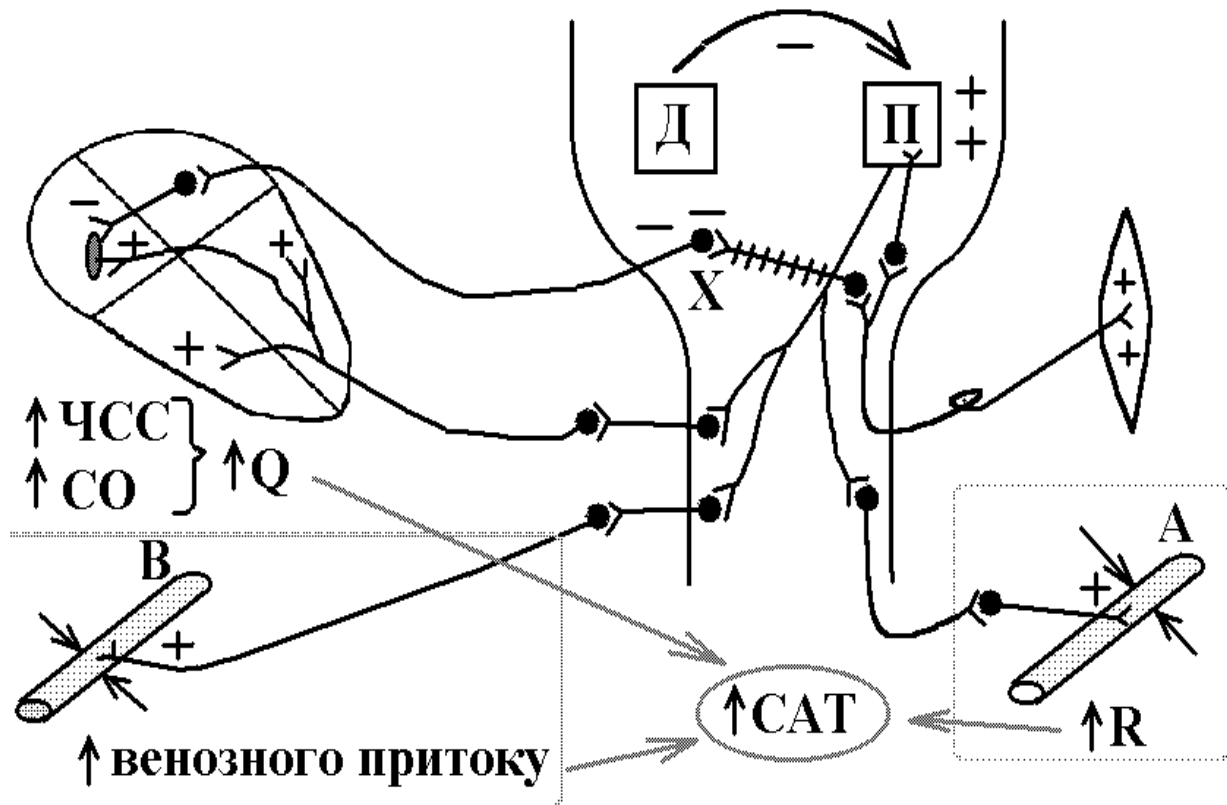 Д
П
Х
↑ ЧСС
↑ СО
↑ Q
В
А
↑ САТ
↑ R
↑ венозного притоку